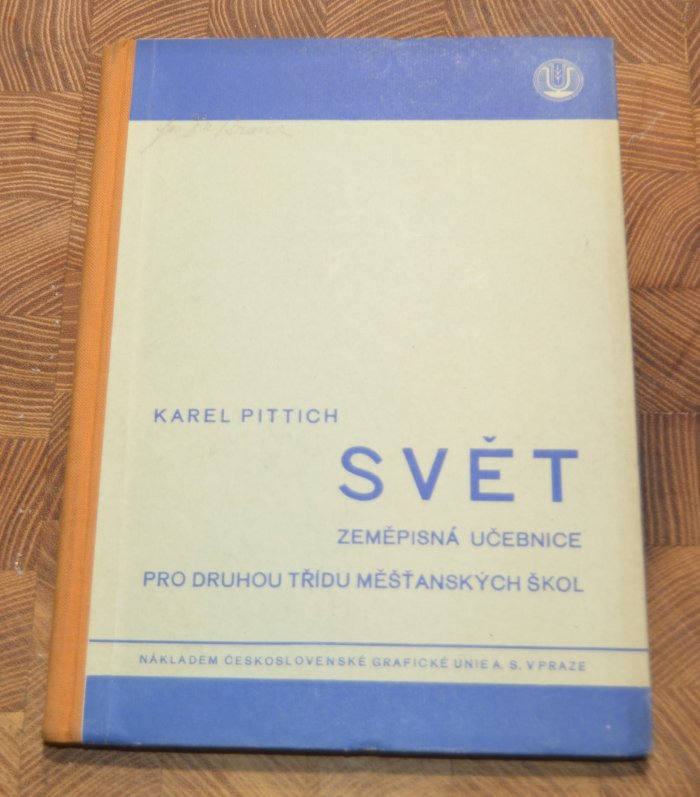 KAREL PITTICH
SVĚT
ZEMĚPISNÁ UČEBNICE
PRO DRUHOU TŘÍDU MĚŠŤANSKÝCH ŠKOL
NÁKLADEM ČESKOSLOVENSKÉ GRAFICKÉ UNIE A. S. V PRAZE